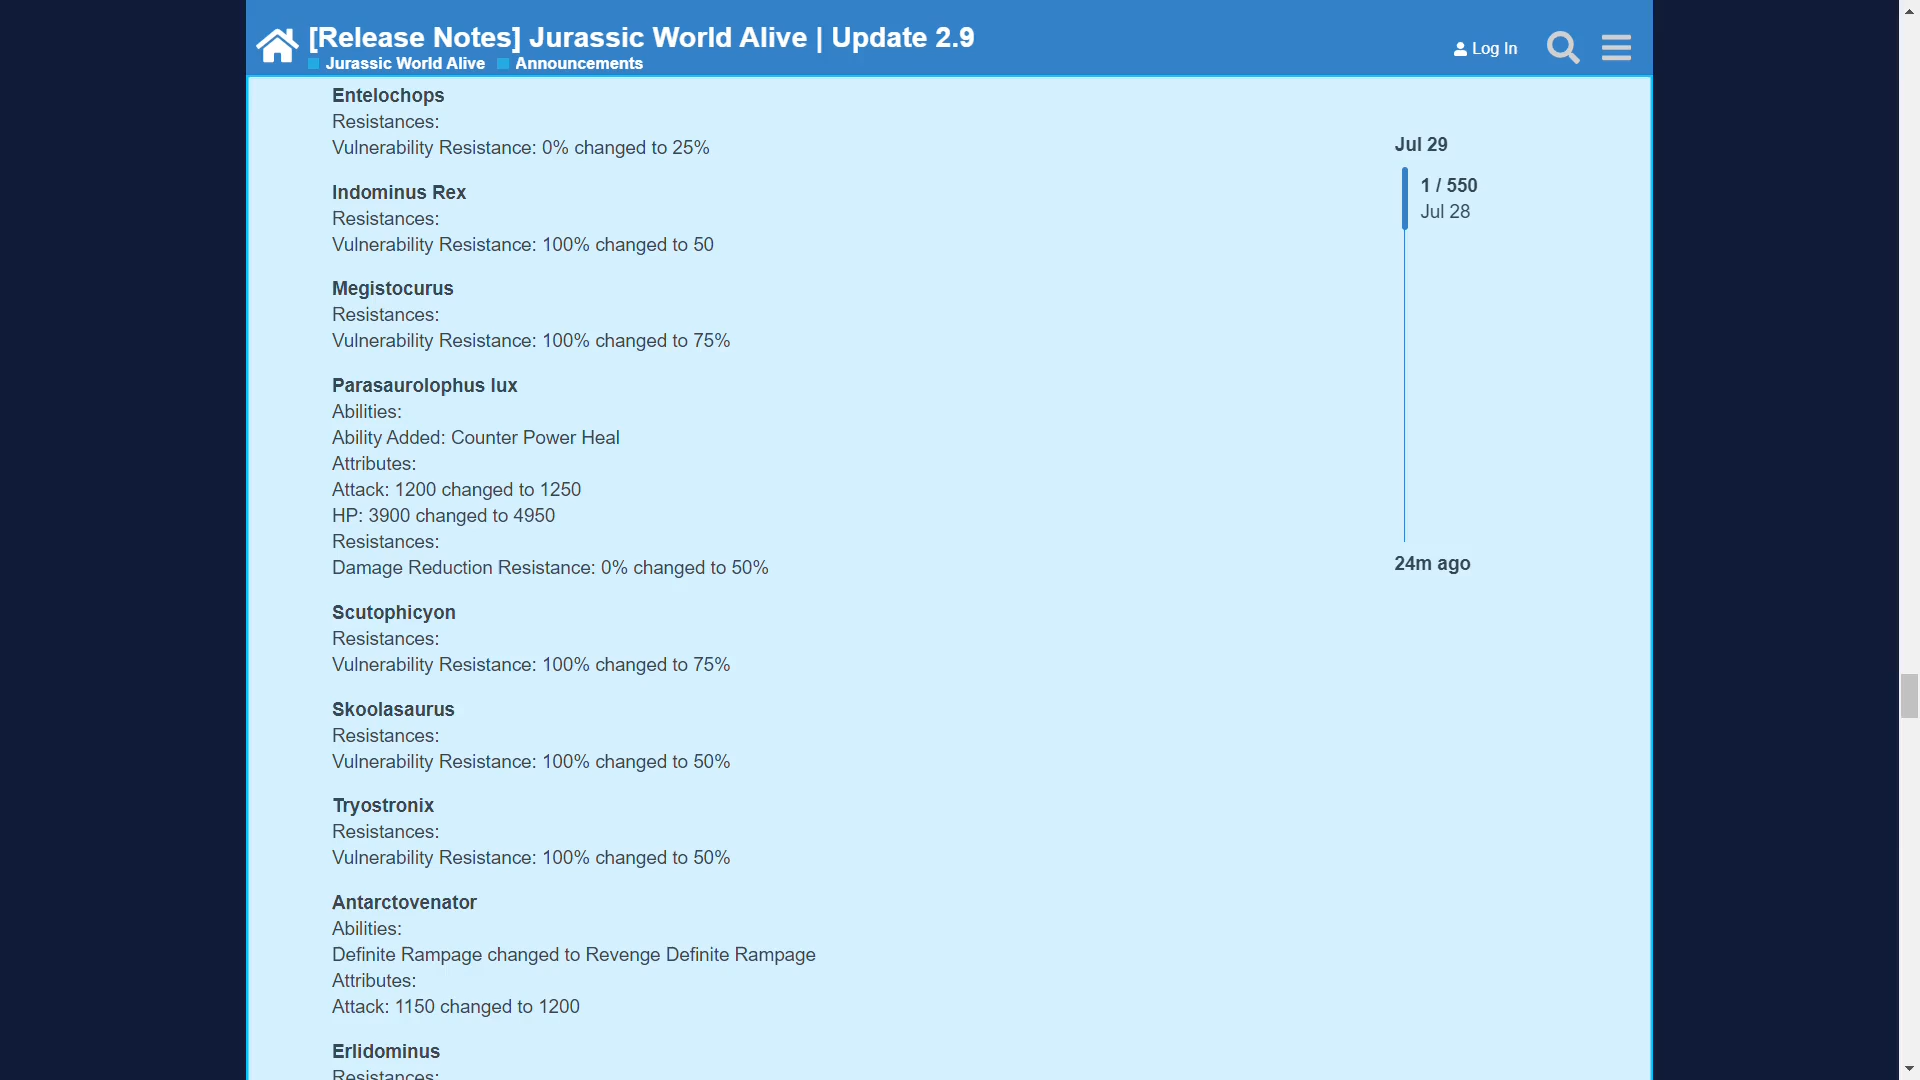 [Release Notes] Jurassic World Alive | Update 2.9
Jurassic World Alive Announcements
Log In
Entelochops
Resistances:
Vulnerability Resistance: 0% changed to 25%
Indominus Rex
Resistances:
Vulnerability Resistance: 100% changed to 50
Megistocurus
Resistances:
Vulnerability Resistance: 100% changed to 75%
Parasaurolophus lux
Abilities:
Ability Added: Counter Power Heal
Attributes:
Attack: 1200 changed to 1250
HP: 3900 changed to 4950
Resistances:
Damage Reduction Resistance: 0% changed to 50%
Scutophicyon
Resistances:
Vulnerability Resistance: 100% changed to 75%
Skoolasaurus
Resistances:
Vulnerability Resistance: 100% changed to 50%
Tryostronix
Resistances:
Vulnerability Resistance: 100% changed to 50%
Antarctovenator
Abilities:
Definite Rampage changed to Revenge Definite Rampage
Attributes:
Attack: 1150 changed to 1200
Erlidominus
Resistances:
Jul 29
1 / 550
Jul 28
24m ago